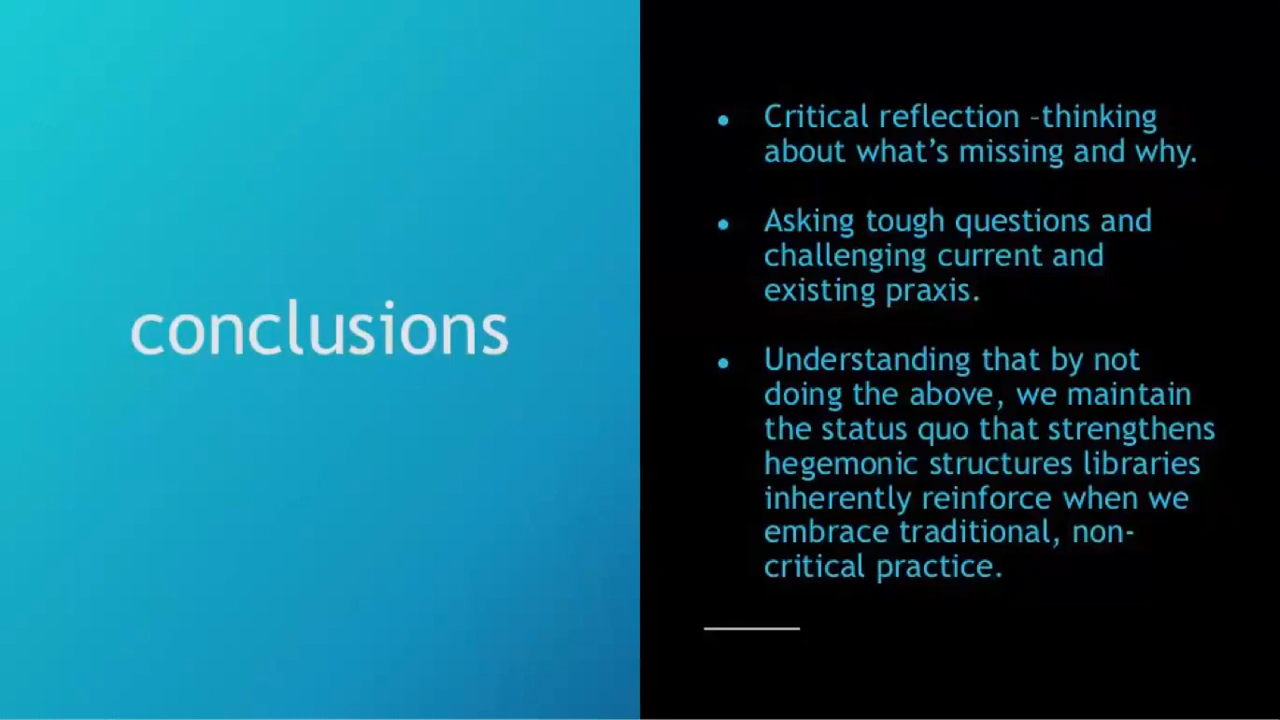 conclusions
• Critical reflection –thinking
about what’s missing and why.
• Asking tough questions and
challenging current and
existing praxis.
• Understanding that by not
doing the above, we maintain
the status quo that strengthens
hegemonic structures libraries
inherently reinforce when we
embrace traditional, non-
critical practice.